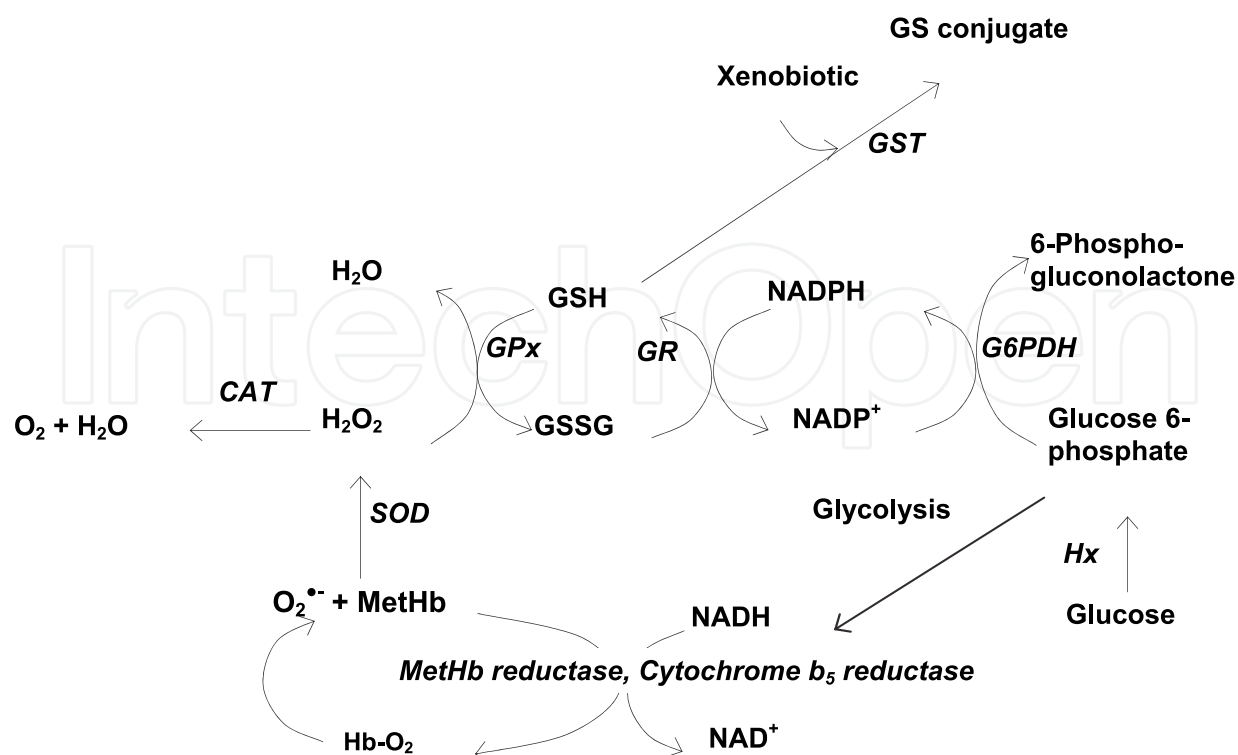 GS conjugate
Xenobiotic
GST
6-Phospho-
gluconolactone
H₂O
GSH
NADPH
GPx
GR
G6PDH
IntechOpen
CAT
O₂ + H₂O
H₂O₂
GSSG
NADP⁺
Glucose 6-
phosphate
SOD
Glycolysis
Hx
O₂•⁻ + MetHb
NADH
Glucose
MetHb reductase, Cytochrome b₅ reductase
Hb-O₂
NAD⁺